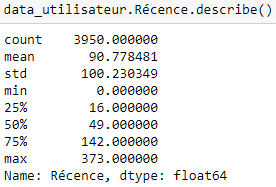 data_utilisateur.Récence.describe()
count    3950.000000
mean       90.778481
std       100.230349
min         0.000000
25%        16.000000
50%        49.000000
75%       142.000000
max       373.000000
Name: Récence, dtype: float64